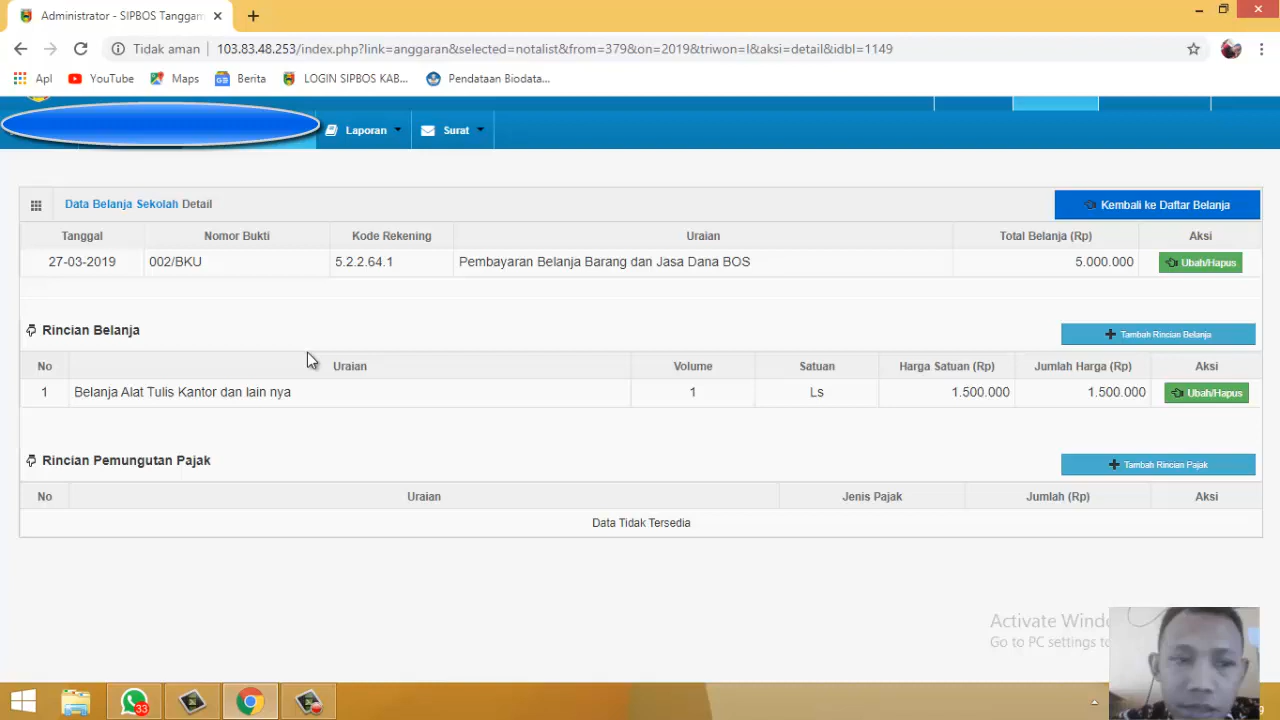 Administrator - SIPBOS Tanggam
Tidak aman | 103.83.48.253/index.php?link=anggaran&selected=notalist&from=379&on=2019&triwon=I&aksi=detail&idbl=1149
Apl YouTube Maps Berita LOGIN SIPBOS KAB... Pendataan Biodata...
Laporan Surat
Data Belanja Sekolah Detail Kembali ke Daftar Belanja
Tanggal Nomor Bukti Kode Rekening Uraian Total Belanja (Rp) Aksi
27-03-2019 002/BKU 5.2.2.64.1 Pembayaran Belanja Barang dan Jasa Dana BOS 5.000.000 Ubah/Hapus
Rincian Belanja Tambah Rincian Belanja
No Uraian Volume Satuan Harga Satuan (Rp) Jumlah Harga (Rp) Aksi
1 Belanja Alat Tulis Kantor dan lain nya 1 Ls 1.500.000 1.500.000 Ubah/Hapus
Rincian Pemungutan Pajak Tambah Rincian Pajak
No Uraian Jenis Pajak Jumlah (Rp) Aksi
Data Tidak Tersedia
Activate Wind
Go to PC settings to
33